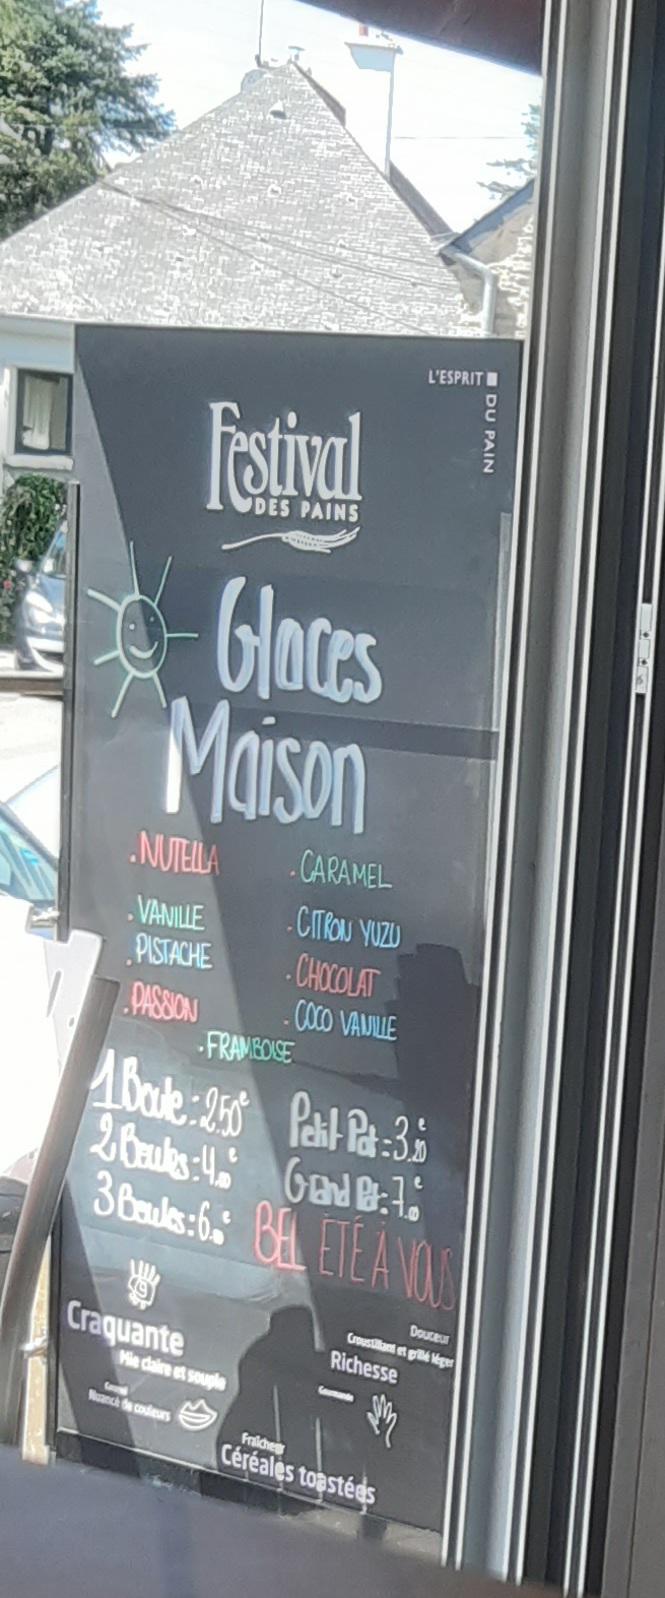 L'ESPRIT
DU PAIN
Festival
DES PAINS
Glaces
Maison
. NUTELLA
. CARAMEL
. VANILLE
. CITRON YUZU
. PISTACHE
. CHOCOLAT
. PASSION
. COCO VANILLE
. FRAMBOISE
1 Boule : 2.50€
2 Boules : 4.00€
3 Boules : 6.00€
Petit Pot : 3.20€
Grand Pot : 7.00€
BEL ÉTÉ À VOUS
Craquante
Mie claire et souple
Nuance de couleurs
Douceur
Croustillant et grillé léger
Richesse
Gourmande
Fraîcheur
Céréales toastées